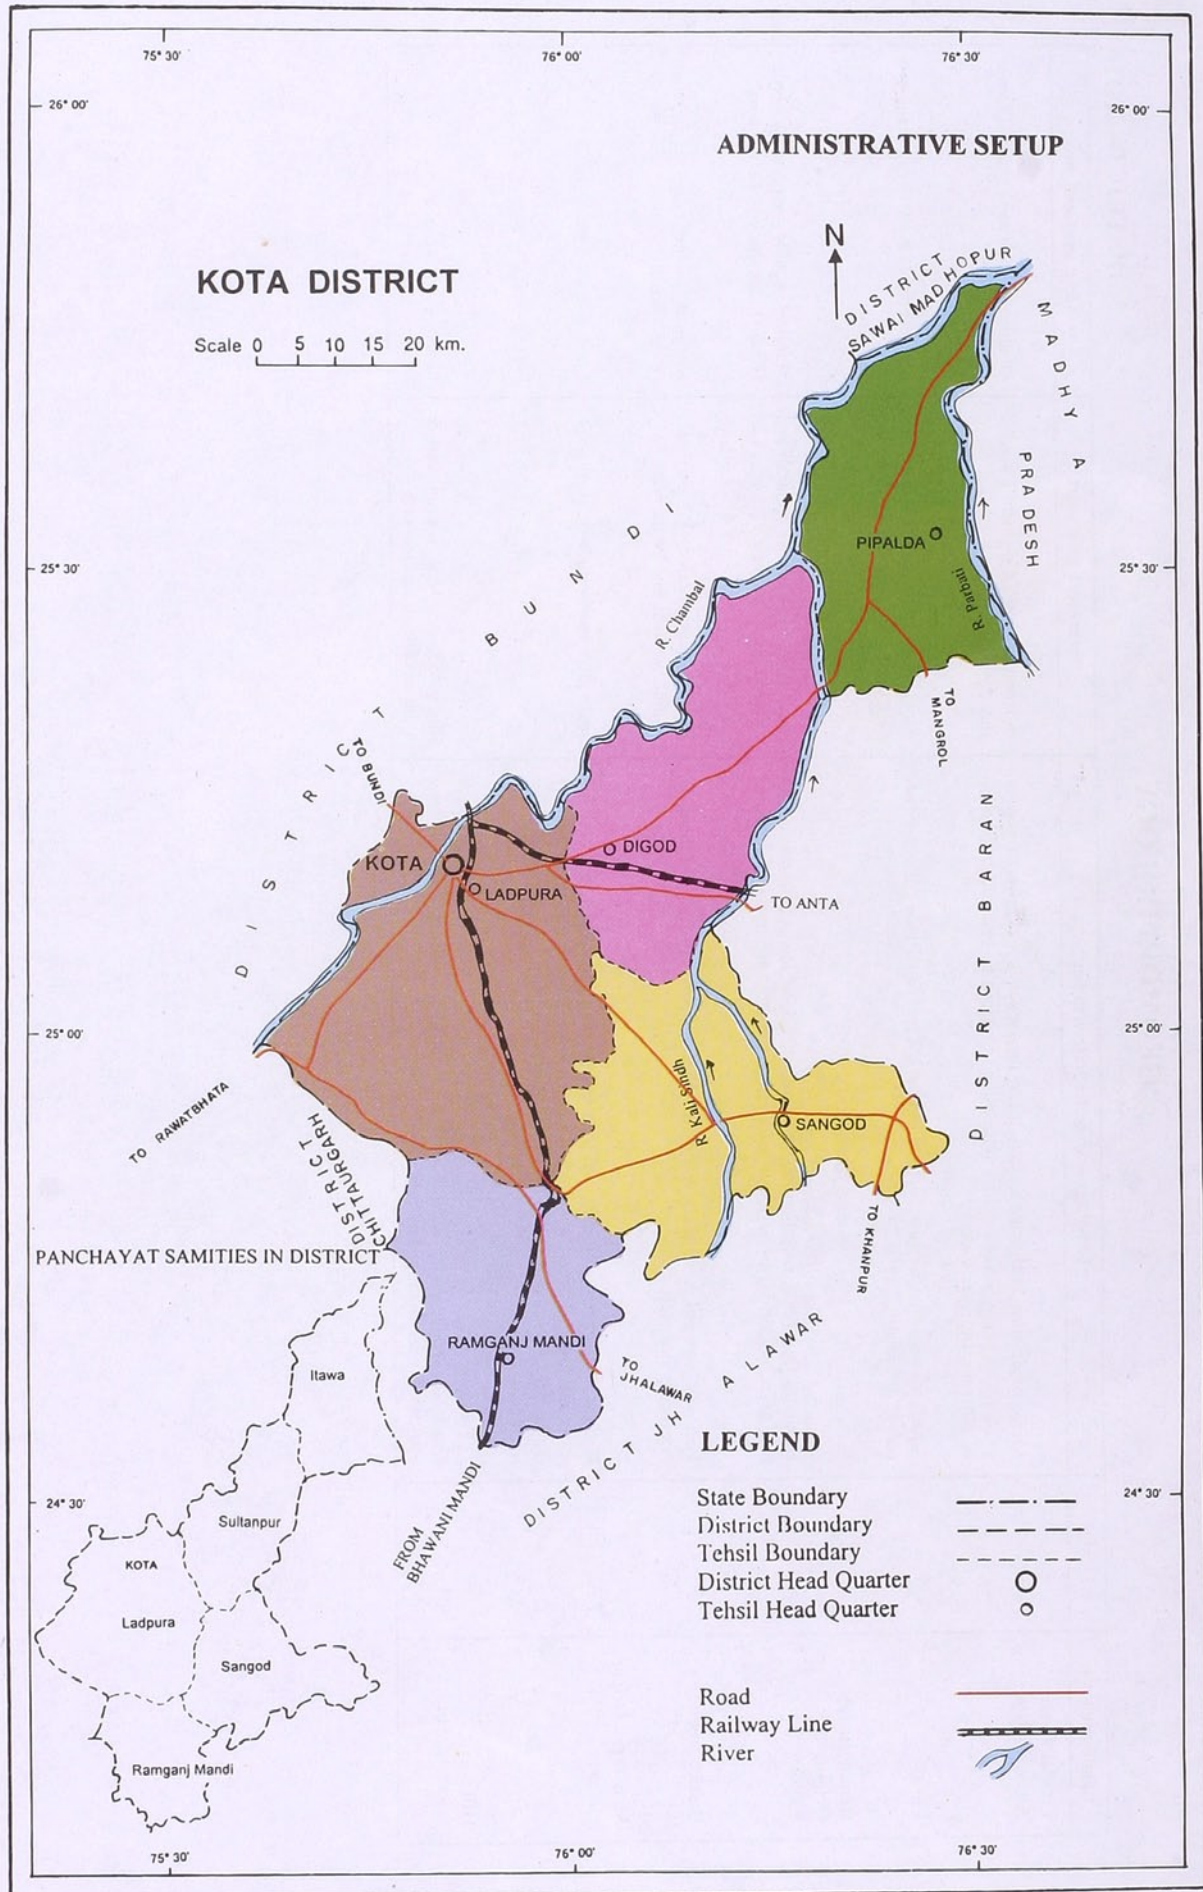 75° 30'
76° 00'
76° 30'
26° 00'
26° 00'
ADMINISTRATIVE SETUP
N
KOTA DISTRICT
Scale 0 5 10 15 20 km.
DISTRICT
SAWAI MADHOPUR
MADHYA
PRADESH
PIPALDA
R. Parbati
25° 30'
25° 30'
DISTRICT BUNDI
R. Chambal
TO
MANGROL
TO BUNDI
KOTA
LADPURA
DIGOD
TO ANTA
DISTRICT BARAN
25° 00'
25° 00'
TO RAWATBHATA
R Kali Sindh
SANGOD
DISTRICT
CHITTAURGARH
TO KHANPUR
PANCHAYAT SAMITIES IN DISTRICT
RAMGANJ MANDI
TO
JHALAWAR
DISTRICT JHALAWAR
FROM
BHAWANI MANDI
Itawa
Sultanpur
KOTA
Ladpura
Sangod
Ramganj Mandi
24° 30'
24° 30'
LEGEND
State Boundary
District Boundary
Tehsil Boundary
District Head Quarter
Tehsil Head Quarter
Road
Railway Line
River
75° 30'
76° 00'
76° 30'